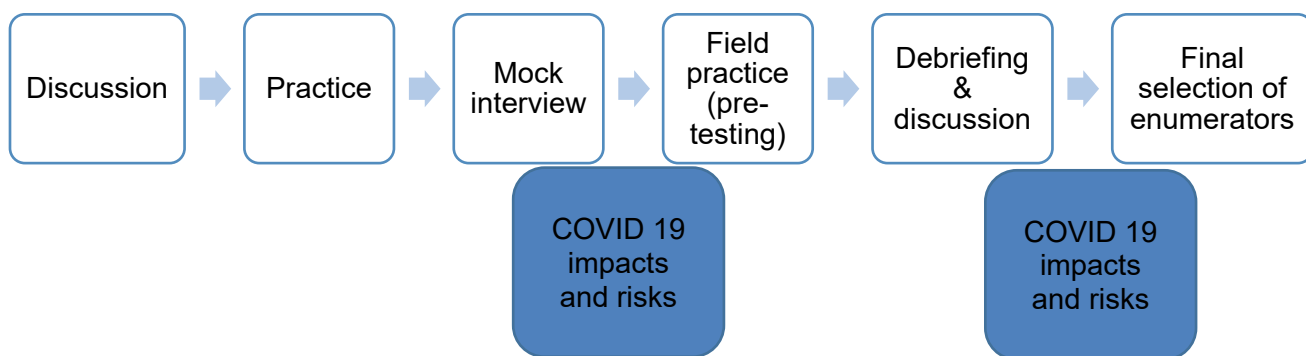 Discussion
Practice
Mock
interview
Field
practice
(pre-
testing)
Debriefing
&
discussion
Final
selection of
enumerators
COVID 19
impacts
and risks
COVID 19
impacts
and risks